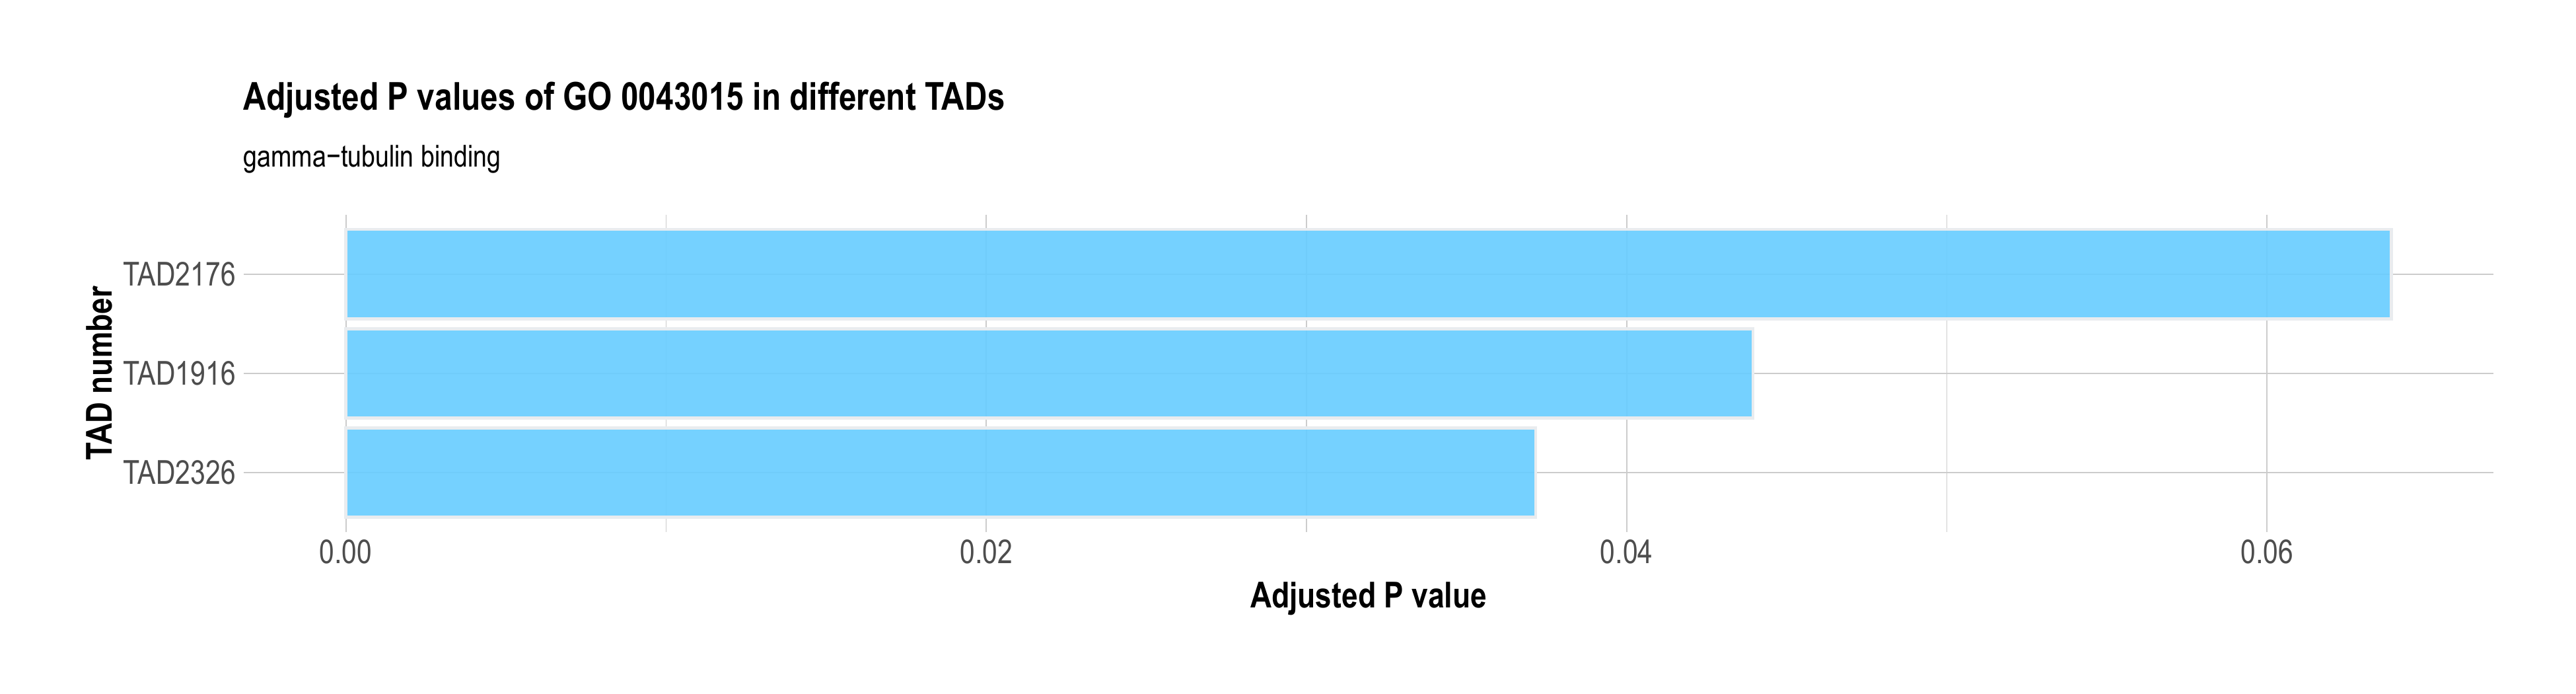 Adjusted P values of GO 0043015 in different TADs
gamma−tubulin binding
TAD number
TAD2176
TAD1916
TAD2326
0.00 0.02 0.04 0.06
Adjusted P value